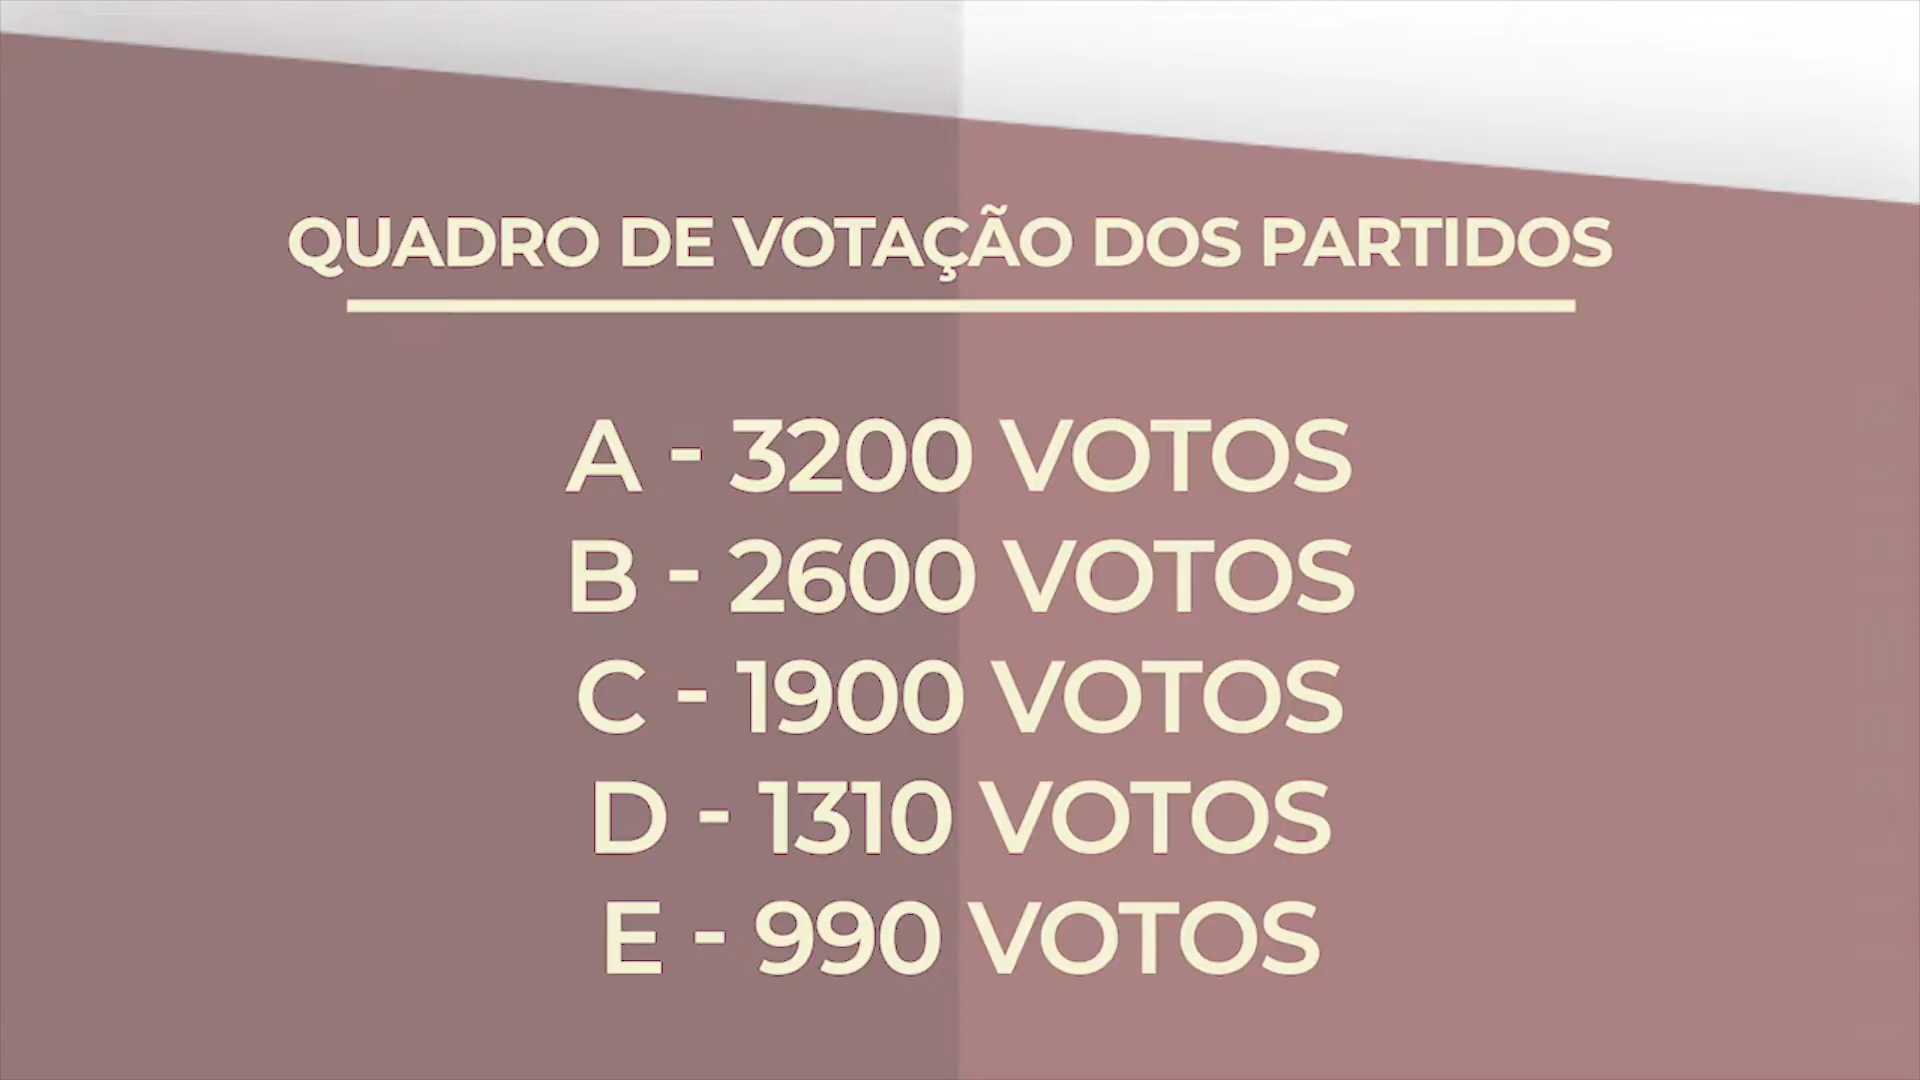 QUADRO DE VOTAÇÃO DOS PARTIDOS
A - 3200 VOTOS
B - 2600 VOTOS
C - 1900 VOTOS
D - 1310 VOTOS
E - 990 VOTOS